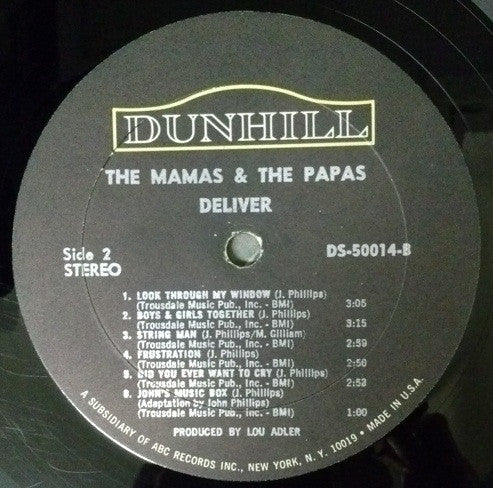 DUNHILL
THE MAMAS & THE PAPAS
DELIVER
Side 2
STEREO
DS-50014-B
1. LOOK THROUGH MY WINDOW (J. Phillips)
(Trousdale Music Pub., Inc. - BMI) 3:05
2. BOYS & GIRLS TOGETHER (J. Phillips)
(Trousdale Music Pub., Inc. - BMI) 3:15
3. STRING MAN (J. Phillips/M. Gilliam)
(Trousdale Music Pub., Inc. - BMI) 2:59
4. FRUSTRATION (J. Phillips)
(Trousdale Music Pub., Inc. - BMI) 2:50
5. DID YOU EVER WANT TO CRY (J. Phillips)
(Trousdale Music Pub., Inc. - BMI) 2:53
6. JOHN'S MUSIC BOX (J. Phillips)
(Adaptation by John Phillips)
(Trousdale Music Pub., Inc. - BMI) 1:00
PRODUCED BY LOU ADLER
A SUBSIDIARY OF ABC RECORDS INC., NEW YORK, N.Y. 10019 • MADE IN U.S.A.